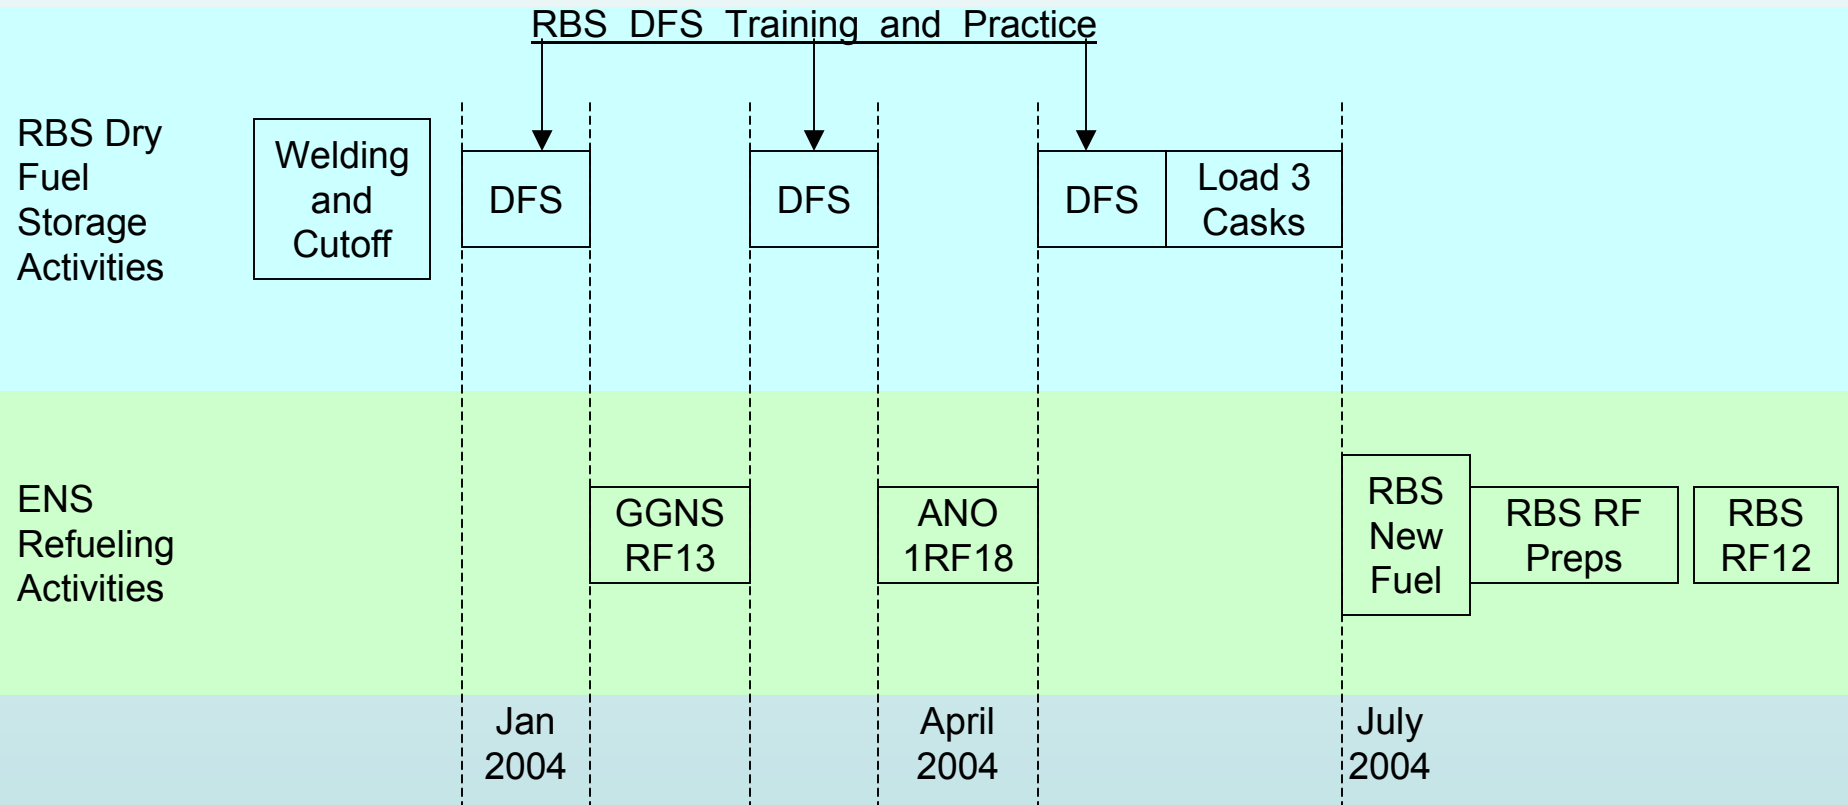 RBS DFS Training and Practice
RBS Dry
Fuel
Storage
Activities
Welding
and
Cutoff
DFS
DFS
DFS
Load 3
Casks
ENS
Refueling
Activities
GGNS
RF13
ANO
1RF18
RBS
New
Fuel
RBS RF
Preps
RBS
RF12
Jan
2004
April
2004
July
2004